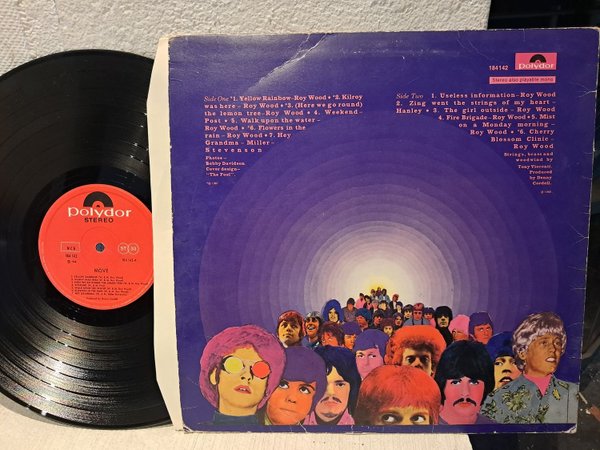 184142
Polydor
Stereo also playable mono
Side One *1. Yellow Rainbow-Roy Wood • *2. Kilroy
was here – Roy Wood • *3. (Here we go round)
the lemon tree-Roy Wood • 4. Weekend-
Post • 5. Walk upon the water –
Roy Wood • *6. Flowers in the
rain – Roy Wood • *7. Hey
Grandma – Miller –
Stevenson
Photos –
Bobby Davidson
Cover design –
"The Fool".
Side Two 1. Useless information-Roy Wood
2. Zing went the strings of my heart –
Hanley • 3. The girl outside – Roy Wood
4. Fire Brigade – Roy Wood • 5. Mist
on a Monday morning –
Roy Wood • *6. Cherry
Blossom Clinic –
Roy Wood
Strings, brass and
woodwind by
Tony Visconti.
Produced
by Denny
Cordell.
Polydor
STEREO
184 142
ST 33
MOVE